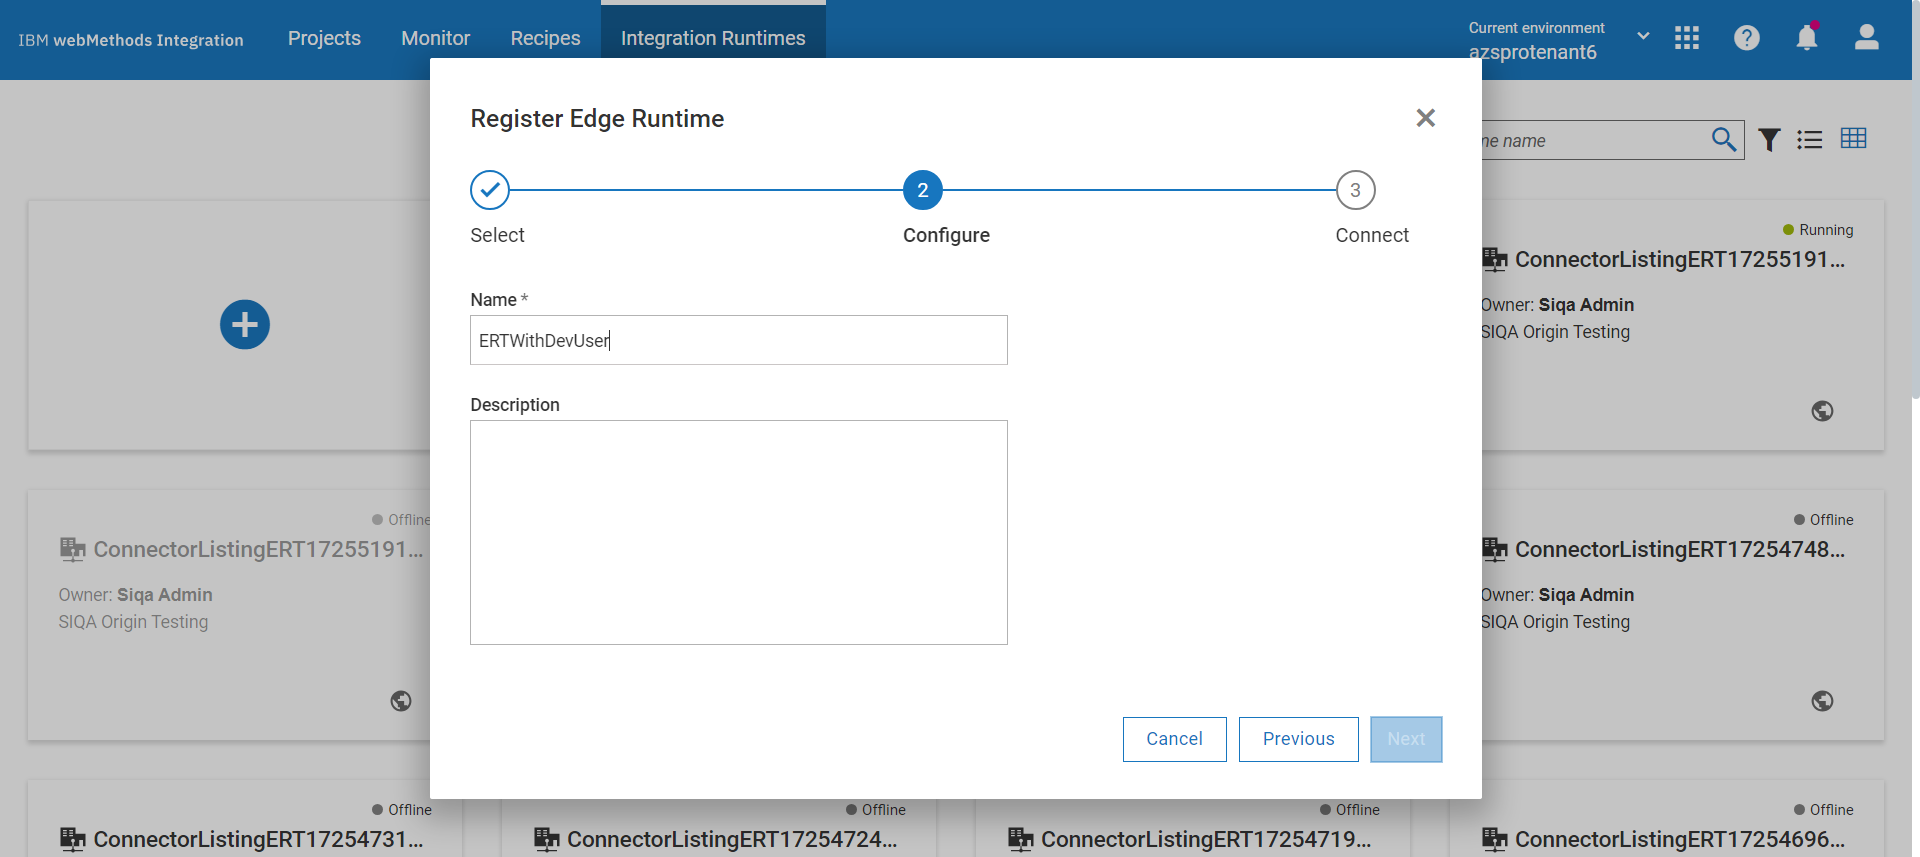 IBM webMethods Integration
Projects
Monitor
Recipes
Integration Runtimes
Current environment
azsprotenant6
Register Edge Runtime
me name
2
3
Select
Configure
Connect
Running
ConnectorListingERT17255191...
Owner: Siqa Admin
SIQA Origin Testing
Name *
ERTWithDevUser
Description
Offline
ConnectorListingERT17255191...
Owner: Siqa Admin
SIQA Origin Testing
Offline
ConnectorListingERT17254748...
Owner: Siqa Admin
SIQA Origin Testing
Cancel
Previous
Next
Offline
ConnectorListingERT17254731...
Offline
ConnectorListingERT17254724...
Offline
ConnectorListingERT17254719...
Offline
ConnectorListingERT17254696...